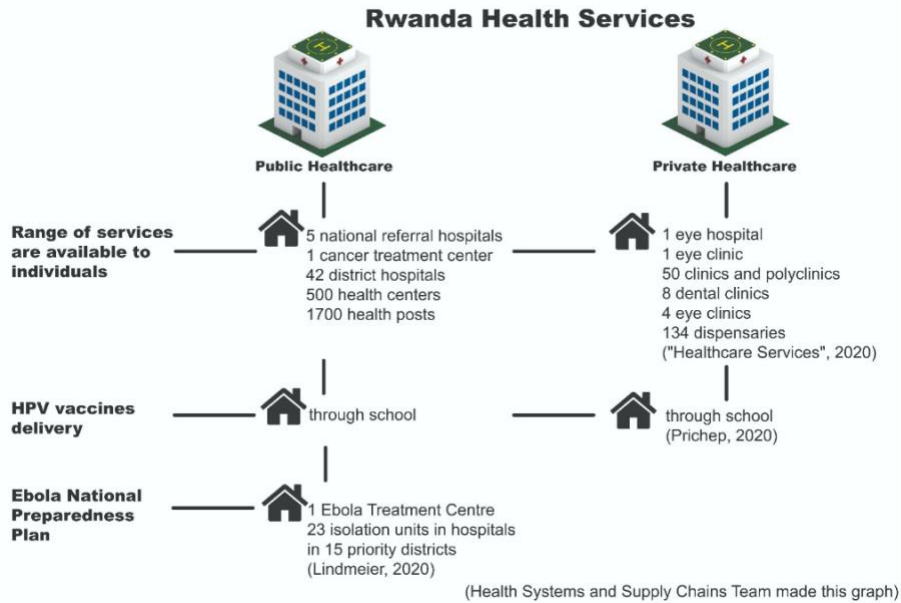 Rwanda Health Services
H
H
Public Healthcare
Private Healthcare
Range of services
are available to
individuals
5 national referral hospitals
1 cancer treatment center
42 district hospitals
500 health centers
1700 health posts
1 eye hospital
1 eye clinic
50 clinics and polyclinics
8 dental clinics
4 eye clinics
134 dispensaries
("Healthcare Services", 2020)
HPV vaccines
delivery
through school
through school
(Prichep, 2020)
Ebola National
Preparedness
Plan
1 Ebola Treatment Centre
23 isolation units in hospitals
in 15 priority districts
(Lindmeier, 2020)
(Health Systems and Supply Chains Team made this graph)